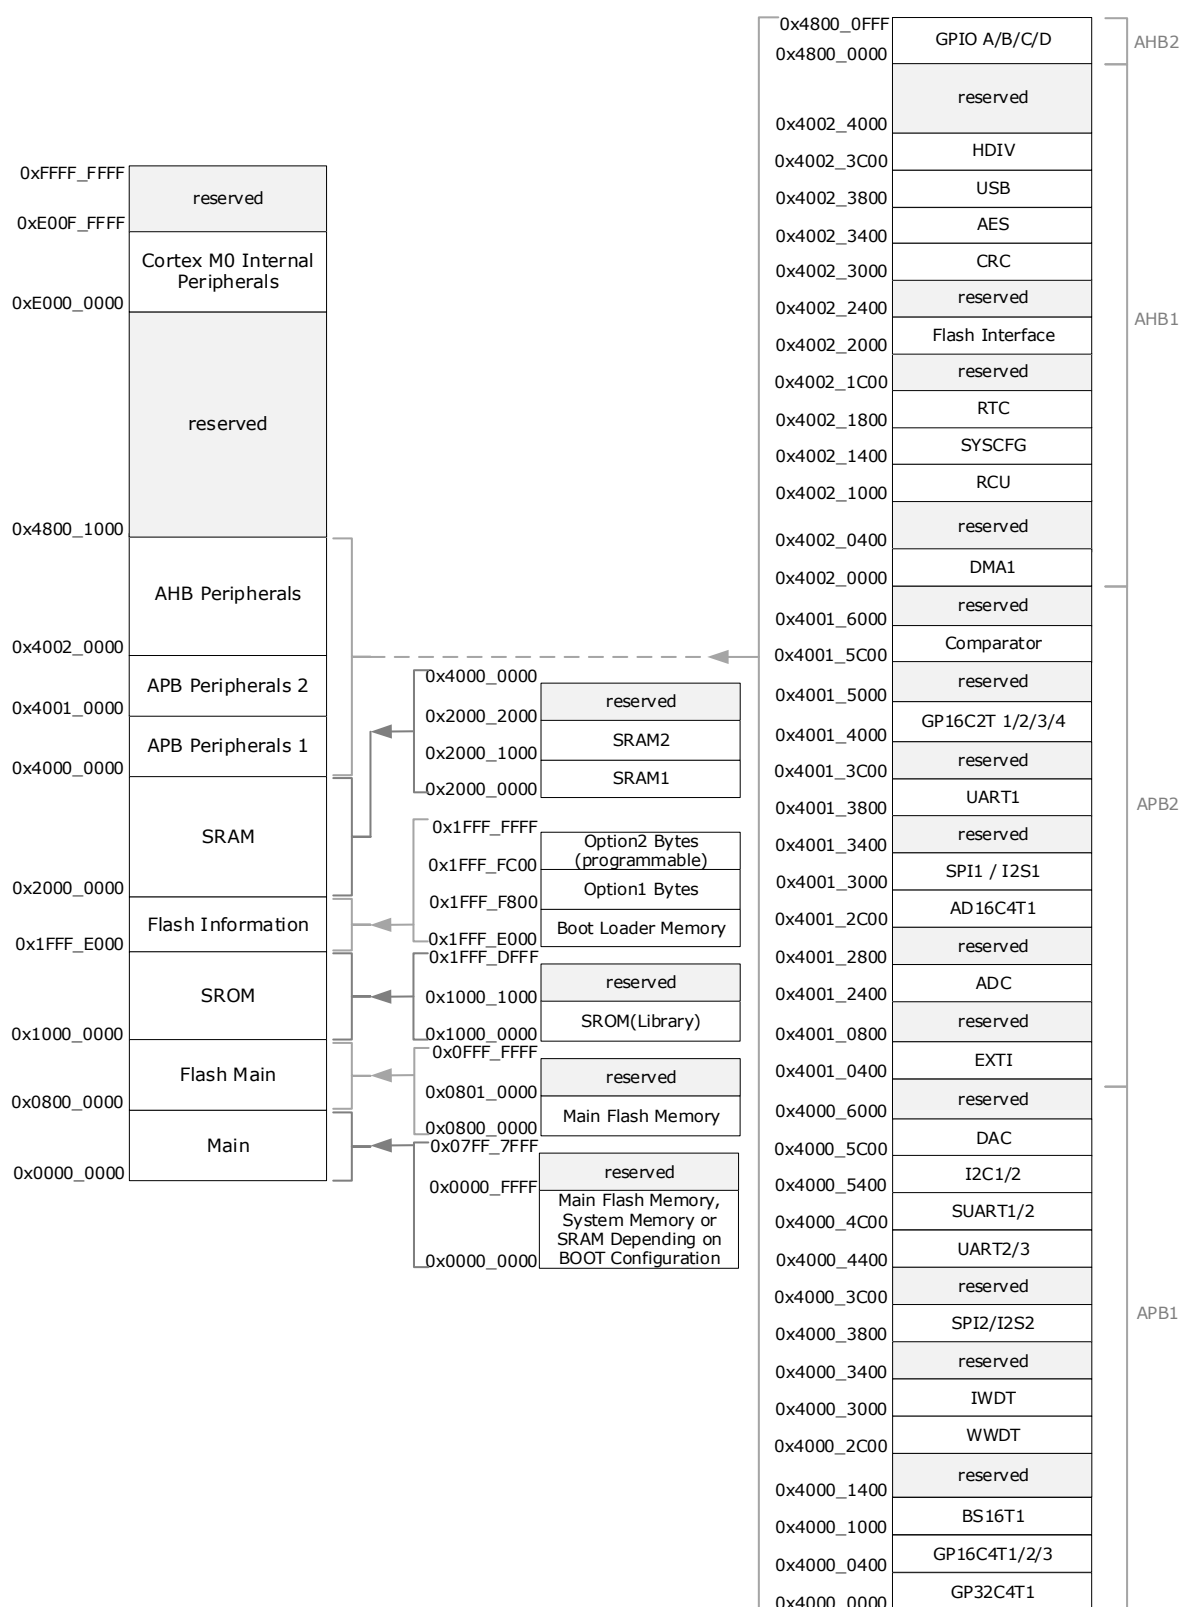 0xFFFF_FFFF
reserved
0xE00F_FFFF
Cortex M0 Internal
Peripherals
0xE000_0000
reserved
0x4800_1000
AHB Peripherals
0x4002_0000
APB Peripherals 2
0x4001_0000
APB Peripherals 1
0x4000_0000
SRAM
0x2000_0000
Flash Information
0x1FFF_E000
SROM
0x1000_0000
Flash Main
0x0800_0000
Main
0x0000_0000
0x4000_0000
reserved
0x2000_2000
SRAM2
0x2000_1000
SRAM1
0x2000_0000
0x1FFF_FFFF
Option2 Bytes
(programmable)
0x1FFF_FC00
Option1 Bytes
0x1FFF_F800
Boot Loader Memory
0x1FFF_E000
0x1FFF_DFFF
reserved
0x1000_1000
SROM(Library)
0x1000_0000
0x0FFF_FFFF
reserved
0x0801_0000
Main Flash Memory
0x0800_0000
0x07FF_7FFF
reserved
0x0000_FFFF
Main Flash Memory,
System Memory or
SRAM Depending on
BOOT Configuration
0x0000_0000
0x4800_0FFF
GPIO A/B/C/D
AHB2
0x4800_0000
reserved
0x4002_4000
HDIV
0x4002_3C00
USB
0x4002_3800
AES
0x4002_3400
CRC
0x4002_3000
reserved
0x4002_2400
AHB1
Flash Interface
0x4002_2000
reserved
0x4002_1C00
RTC
0x4002_1800
SYSCFG
0x4002_1400
RCU
0x4002_1000
reserved
0x4002_0400
DMA1
0x4002_0000
reserved
0x4001_6000
Comparator
0x4001_5C00
reserved
0x4001_5000
GP16C2T 1/2/3/4
0x4001_4000
reserved
0x4001_3C00
UART1
APB2
0x4001_3800
reserved
0x4001_3400
SPI1 / I2S1
0x4001_3000
AD16C4T1
0x4001_2C00
reserved
0x4001_2800
ADC
0x4001_2400
reserved
0x4001_0800
EXTI
0x4001_0400
reserved
0x4000_6000
DAC
0x4000_5C00
I2C1/2
0x4000_5400
SUART1/2
0x4000_4C00
UART2/3
0x4000_4400
reserved
0x4000_3C00
APB1
SPI2/I2S2
0x4000_3800
reserved
0x4000_3400
IWDT
0x4000_3000
WWDT
0x4000_2C00
reserved
0x4000_1400
BS16T1
0x4000_1000
GP16C4T1/2/3
0x4000_0400
GP32C4T1
0x4000_0000